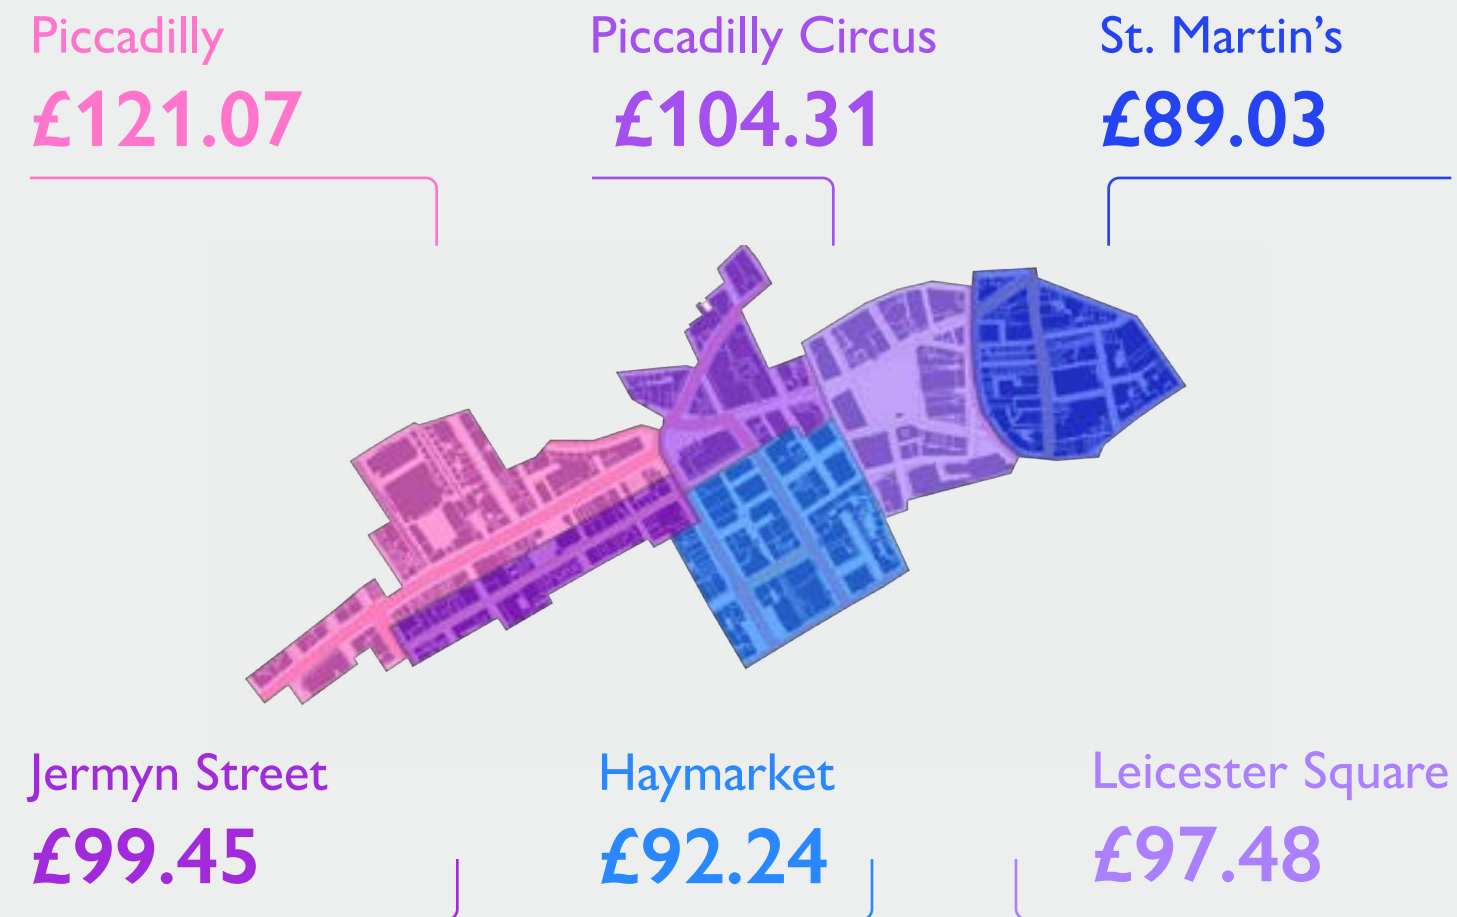 Piccadilly
£121.07
Piccadilly Circus
£104.31
St. Martin’s
£89.03
Jermyn Street
£99.45
Haymarket
£92.24
Leicester Square
£97.48